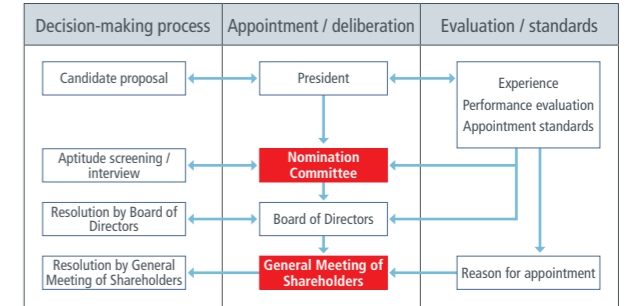 Decision-making process
Appointment / deliberation
Evaluation / standards
Candidate proposal
President
Experience
Performance evaluation
Appointment standards
Aptitude screening /
interview
Nomination
Committee
Resolution by Board of
Directors
Board of Directors
Resolution by General
Meeting of Shareholders
General Meeting of
Shareholders
Reason for appointment